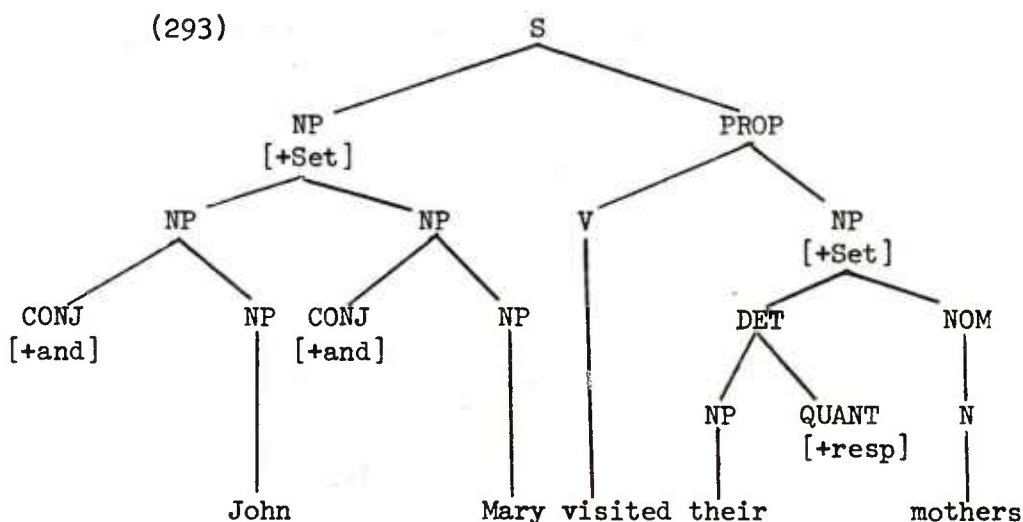 (293)
S
NP PROP
[+Set]
NP NP V NP
[+Set]
CONJ NP CONJ NP DET NOM
[+and] [+and]
NP QUANT N
[+resp]
John Mary visited their mothers